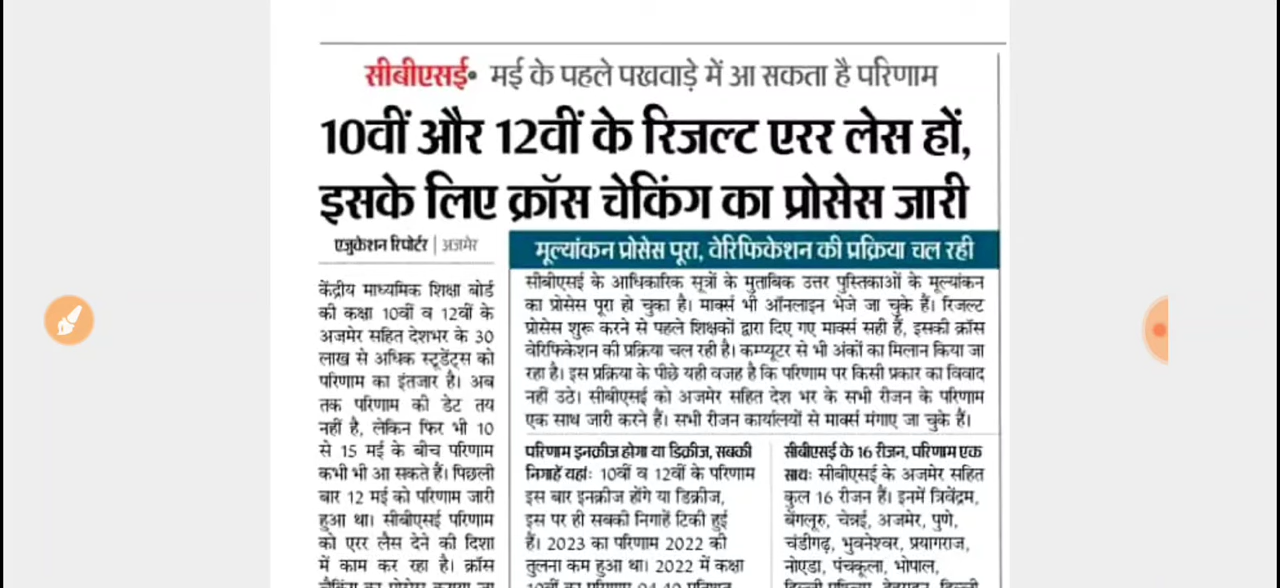 सीबीएसई• मई के पहले पखवाड़े में आ सकता है परिणाम
10वीं और 12वीं के रिजल्ट एरर लेस हों,
इसके लिए क्रॉस चेकिंग का प्रोसेस जारी
एजुकेशन रिपोर्टर | अजमेर
केंद्रीय माध्यमिक शिक्षा बोर्ड
की कक्षा 10वीं व 12वीं के
अजमेर सहित देशभर के 30
लाख से अधिक स्टूडेंट्स को
परिणाम का इंतजार है। अब
तक परिणाम की डेट तय
नहीं है, लेकिन फिर भी 10
से 15 मई के बीच परिणाम
कभी भी आ सकते हैं। पिछली
बार 12 मई को परिणाम जारी
हुआ था। सीबीएसई परिणाम
को एरर लैस देने की दिशा
में काम कर रहा है। क्रॉस
मूल्यांकन प्रोसेस पूरा, वेरिफिकेशन की प्रक्रिया चल रही
सीबीएसई के आधिकारिक सूत्रों के मुताबिक उत्तर पुस्तिकाओं के मूल्यांकन
का प्रोसेस पूरा हो चुका है। मार्क्स भी ऑनलाइन भेजे जा चुके हैं। रिजल्ट
प्रोसेस शुरू करने से पहले शिक्षकों द्वारा दिए गए मार्क्स सही हैं, इसकी क्रॉस
वेरिफिकेशन की प्रक्रिया चल रही है। कम्प्यूटर से भी अंकों का मिलान किया जा
रहा है। इस प्रक्रिया के पीछे यही वजह है कि परिणाम पर किसी प्रकार का विवाद
नहीं उठे। सीबीएसई को अजमेर सहित देश भर के सभी रीजन के परिणाम
एक साथ जारी करने हैं। सभी रीजन कार्यालयों से मार्क्स मंगाए जा चुके हैं।
परिणाम इनक्रीज होगा या डिक्रीज, सबकी
निगाहें यहां: 10वीं व 12वीं के परिणाम
इस बार इनक्रीज होंगे या डिक्रीज,
इस पर ही सबकी निगाहें टिकी हुई
हैं। 2023 का परिणाम 2022 की
तुलना कम हुआ था। 2022 में कक्षा
सीबीएसई के 16 रीजन, परिणाम एक
साथ: सीबीएसई के अजमेर सहित
कुल 16 रीजन हैं। इनमें त्रिवेंद्रम,
बेंगलूरु, चेन्नई, अजमेर, पुणे,
चंडीगढ़, भुवनेश्वर, प्रयागराज,
नोएडा, पंचकूला, भोपाल,